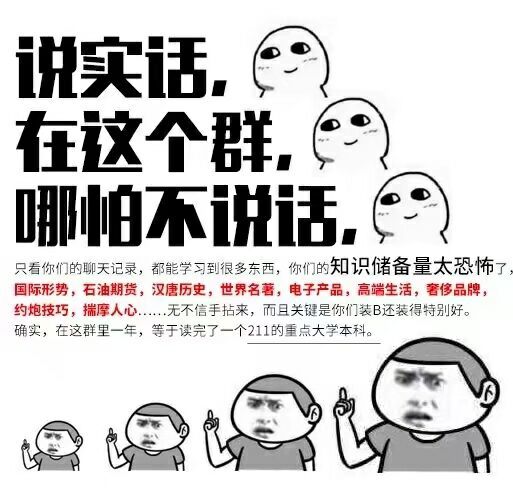 说实话,
在这个群,
哪怕不说话,
只看你们的聊天记录，都能学习到很多东西，你们的知识储备量太恐怖了，
国际形势，石油期货，汉唐历史，世界名著，电子产品，高端生活，奢侈品牌，
约炮技巧，揣摩人心……无不信手拈来，而且关键是你们装B还装得特别好。
确实，在这群里一年，等于读完了一个211的重点大学本科。